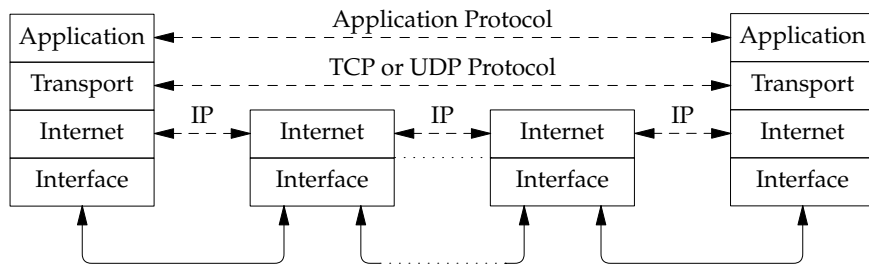 Application Protocol
Application
Application
TCP or UDP Protocol
Transport
Transport
IP
IP
IP
Internet
Internet
Internet
Internet
Interface
Interface
Interface
Interface